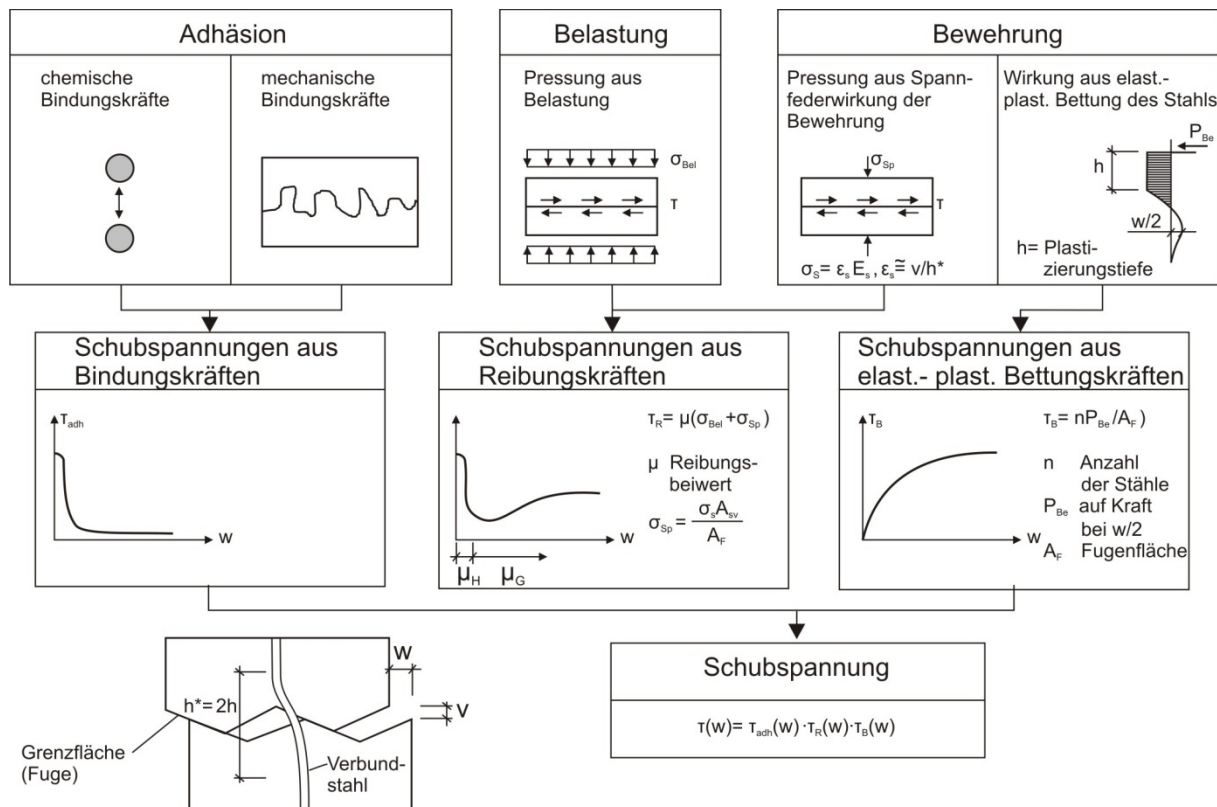 Adhäsion
chemische
Bindungskräfte
mechanische
Bindungskräfte
Belastung
Pressung aus
Belastung
σBel
τ
Bewehrung
Pressung aus Spann-
federwirkung der
Bewehrung
σSp
τ
σS= εs Es , εs≅ v/h*
Wirkung aus elast.-
plast. Bettung des Stahls
PBe
h
w/2
h= Plasti-
zierungstiefe
Schubspannungen aus
Bindungskräften
τadh
w
Schubspannungen aus
Reibungskräften
τR= μ(σBel+σSp)
μ Reibungs-
beiwert
σSp= σsAsv / AF
w
μH μG
Schubspannungen aus
elast.- plast. Bettungskräften
τB
τB= nPBe/AF )
n Anzahl
der Stähle
PBe auf Kraft
bei w/2
AF Fugenfläche
w
Schubspannung
τ(w)= τadh(w) ·τR(w)·τB(w)
w
h*= 2h
v
Grenzfläche
(Fuge)
Verbund-
stahl